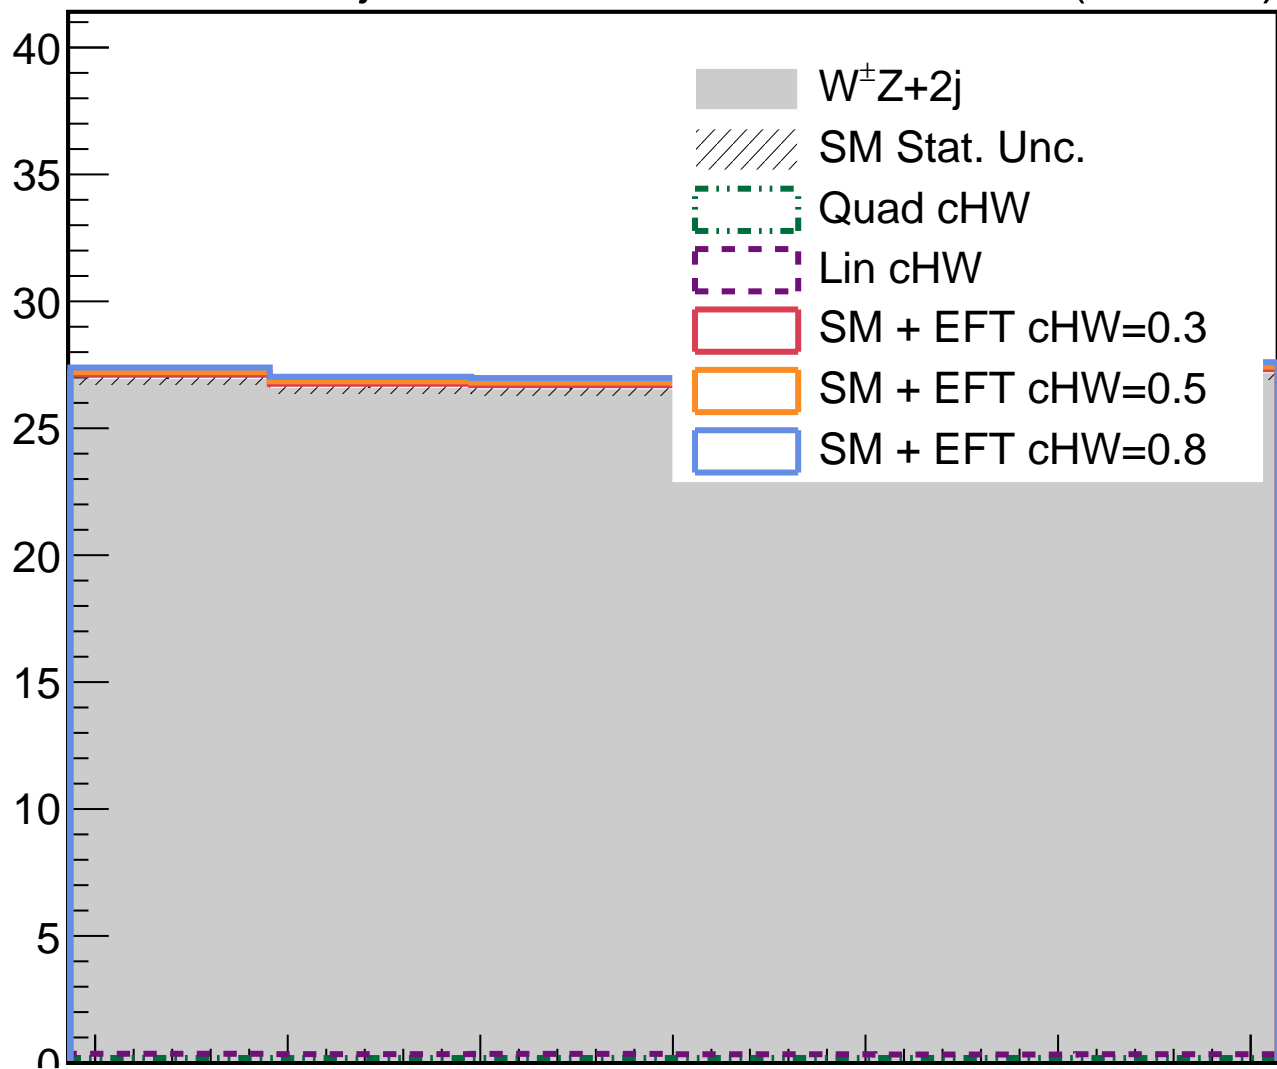 40
35
30
25
20
15
10
5
0
W±Z+2j
SM Stat. Unc.
Quad cHW
Lin cHW
SM + EFT cHW=0.3
SM + EFT cHW=0.5
SM + EFT cHW=0.8